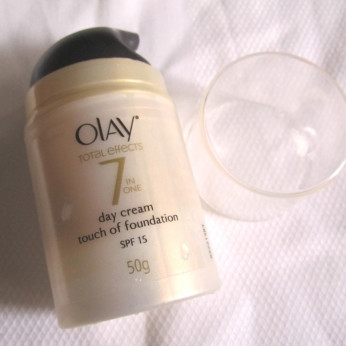 OLAY®
TOTAL EFFECTS
7 IN
ONE
day cream
touch of foundation
SPF 15
50g